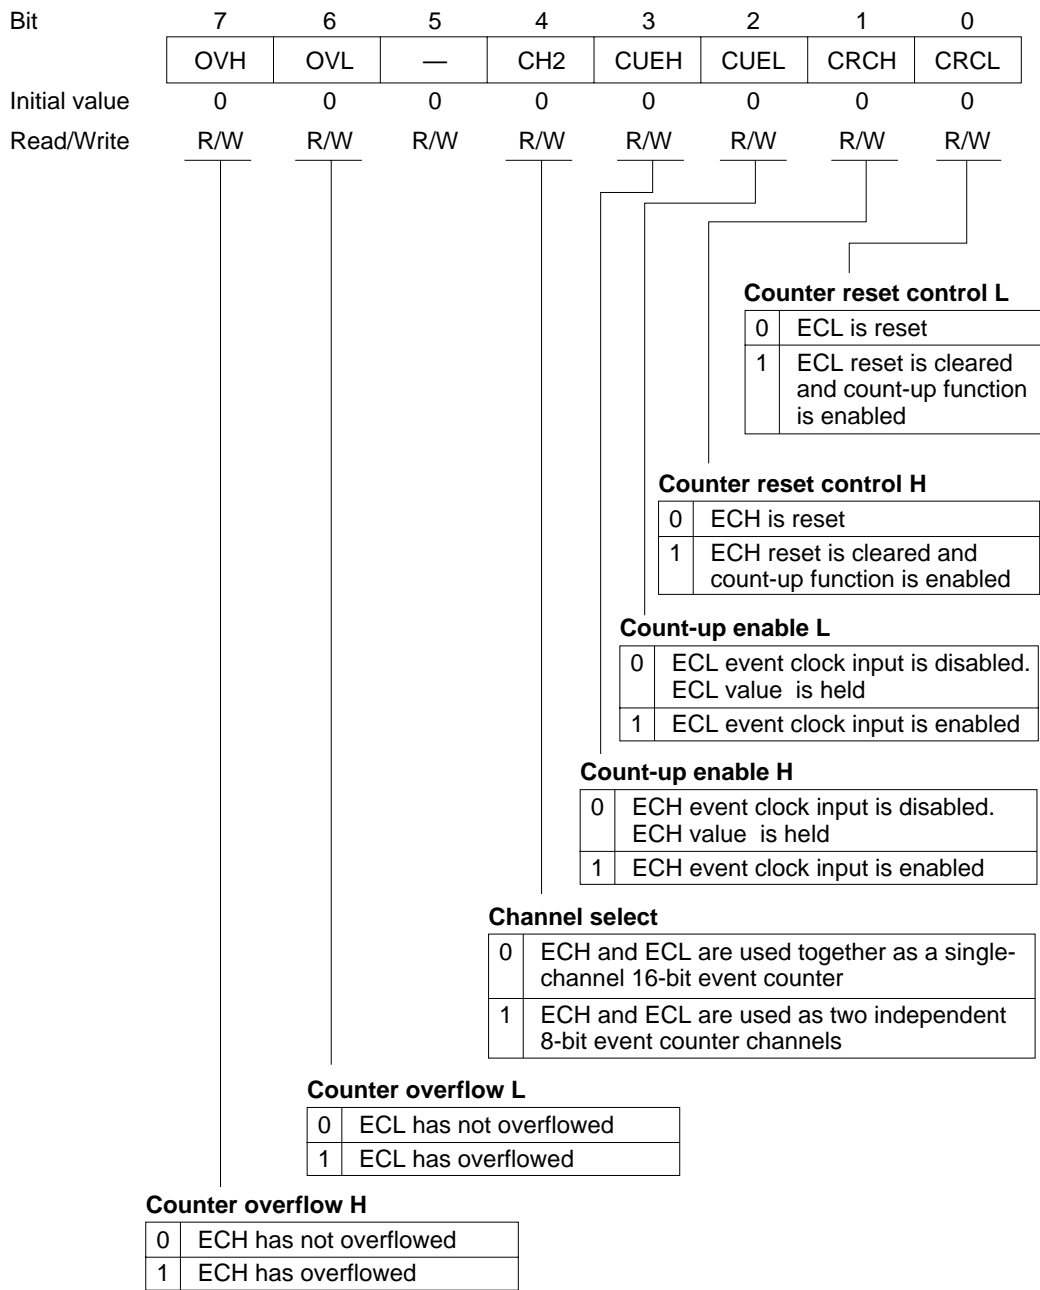 Bit 7 6 5 4 3 2 1 0
OVH OVL — CH2 CUEH CUEL CRCH CRCL
Initial value 0 0 0 0 0 0 0 0
Read/Write R/W R/W R/W R/W R/W R/W R/W R/W
Counter reset control L
0 ECL is reset
1 ECL reset is cleared
and count-up function
is enabled
Counter reset control H
0 ECH is reset
1 ECH reset is cleared and
count-up function is enabled
Count-up enable L
0 ECL event clock input is disabled.
ECL value is held
1 ECL event clock input is enabled
Count-up enable H
0 ECH event clock input is disabled.
ECH value is held
1 ECH event clock input is enabled
Channel select
0 ECH and ECL are used together as a single-
channel 16-bit event counter
1 ECH and ECL are used as two independent
8-bit event counter channels
Counter overflow L
0 ECL has not overflowed
1 ECL has overflowed
Counter overflow H
0 ECH has not overflowed
1 ECH has overflowed